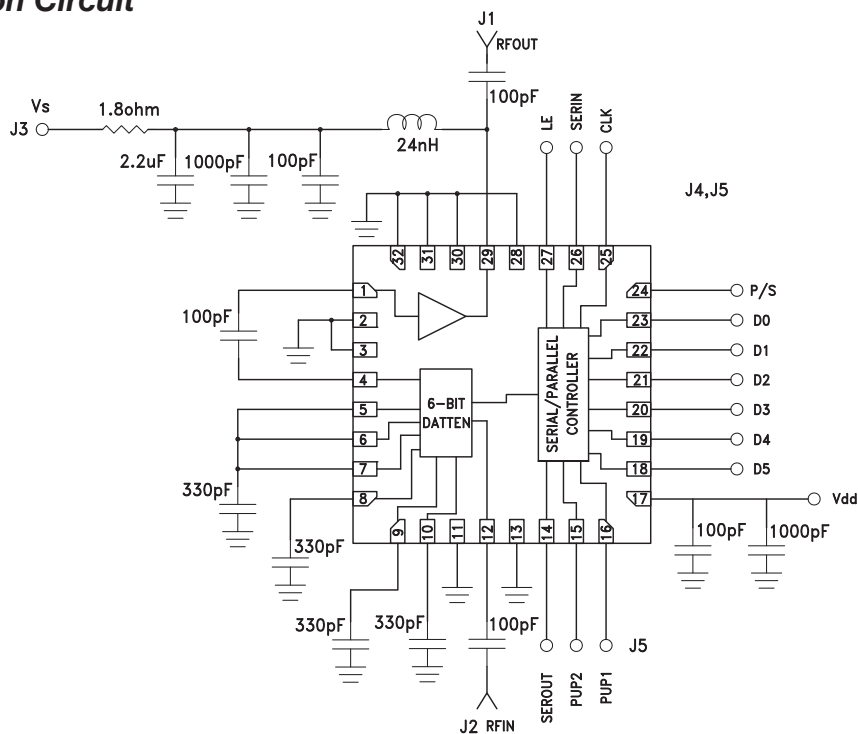 on Circuit
J1
RFOUT
100pF
Vs
J3
1.8ohm
24nH
2.2uF
1000pF
100pF
LE
SERIN
CLK
J4,J5
32
31
30
29
28
27
26
25
1
2
3
4
5
6
7
8
100pF
330pF
330pF
6-BIT
DATTEN
SERIAL/PARALLEL
CONTROLLER
24
23
22
21
20
19
18
17
P/S
D0
D1
D2
D3
D4
D5
Vdd
100pF
1000pF
9
10
11
12
13
14
15
16
330pF
330pF
100pF
J2 RFIN
SEROUT
PUP2
PUP1
J5